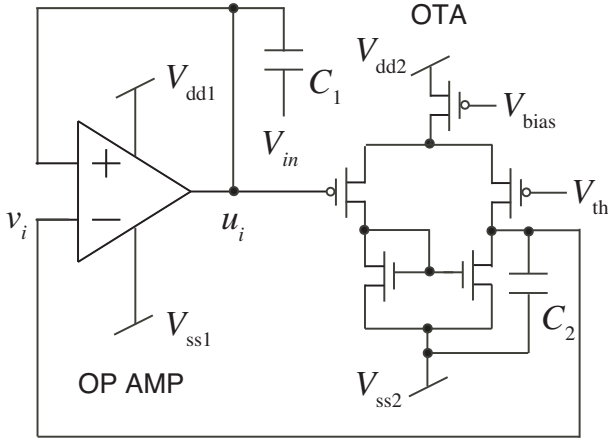 OTA
V_dd2
V_dd1
C_1
V_bias
V_in
+
V_th
−
v_i
u_i
C_2
V_ss1
V_ss2
OP AMP